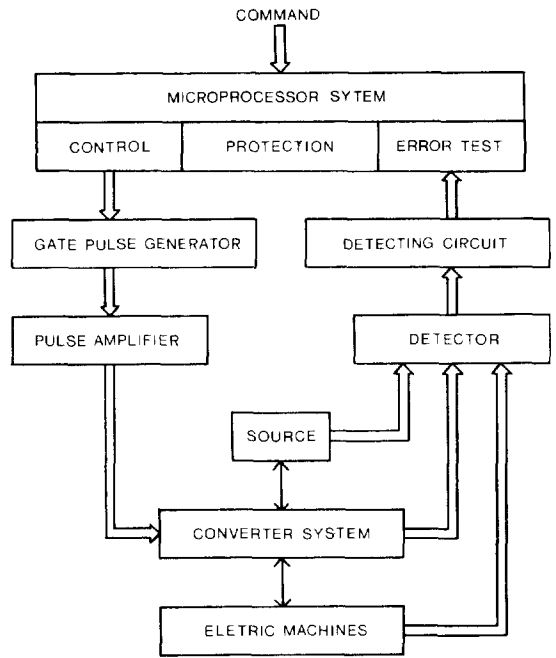 COMMAND
MICROPROCESSOR SYTEM
CONTROL
PROTECTION
ERROR TEST
GATE PULSE GENERATOR
DETECTING CIRCUIT
PULSE AMPLIFIER
DETECTOR
SOURCE
CONVERTER SYSTEM
ELETRIC MACHINES